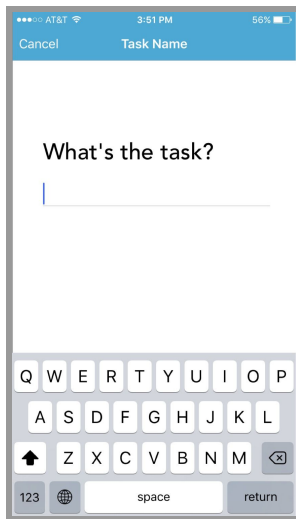 AT&T 3:51 PM 56%
Cancel Task Name
What's the task?
Q W E R T Y U I O P
A S D F G H J K L
Z X C V B N M
123 space return